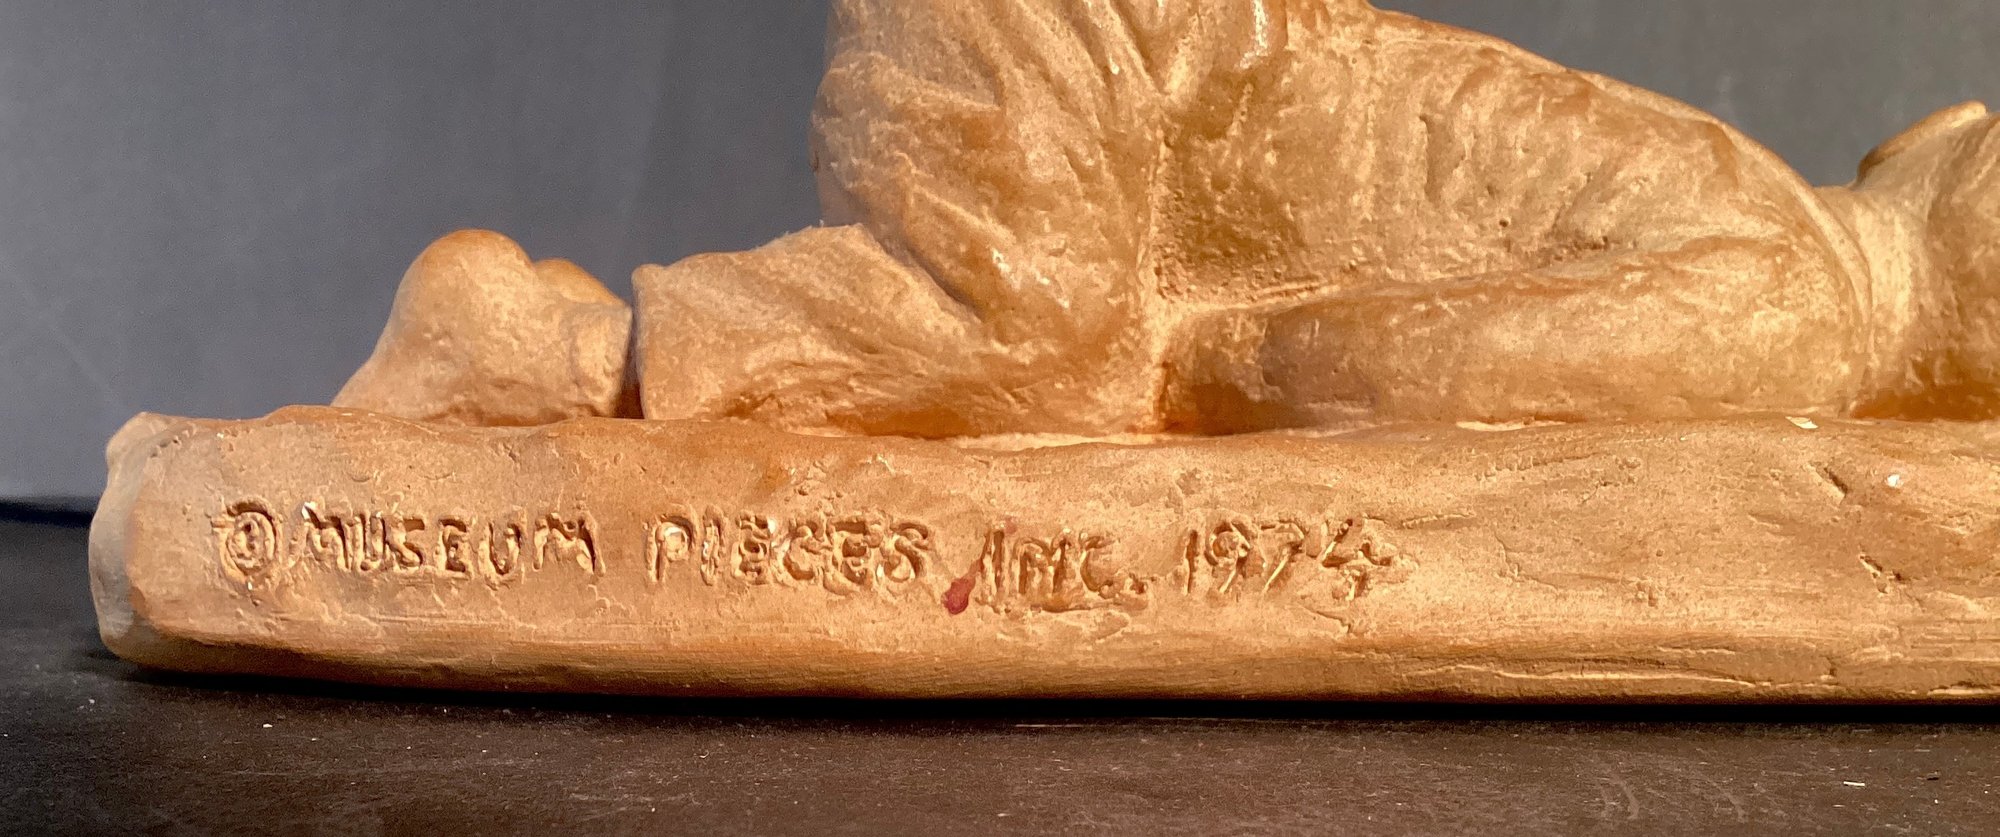 © MUSEUM PIECES Inc. 1974